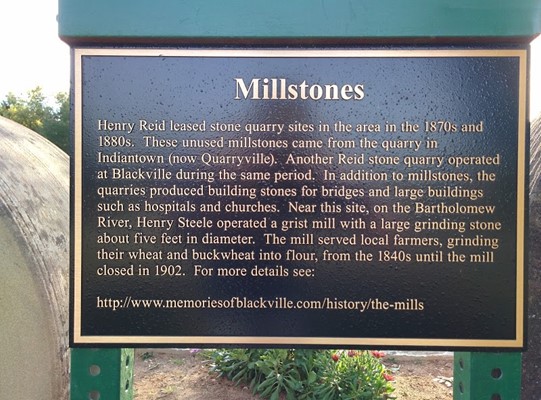 Millstones
Henry Reid leased stone quarry sites in the area in the 1870s and
1880s.  These unused millstones came from the quarry in
Indiantown (now Quarryville).  Another Reid stone quarry operated
at Blackville during the same period.  In addition to millstones, the
quarries produced building stones for bridges and large buildings
such as hospitals and churches.  Near this site, on the Bartholomew
River, Henry Steele operated a grist mill with a large grinding stone
about five feet in diameter.  The mill served local farmers, grinding
their wheat and buckwheat into flour, from the 1840s until the mill
closed in 1902.  For more details see:
http://www.memoriesofblackville.com/history/the-mills